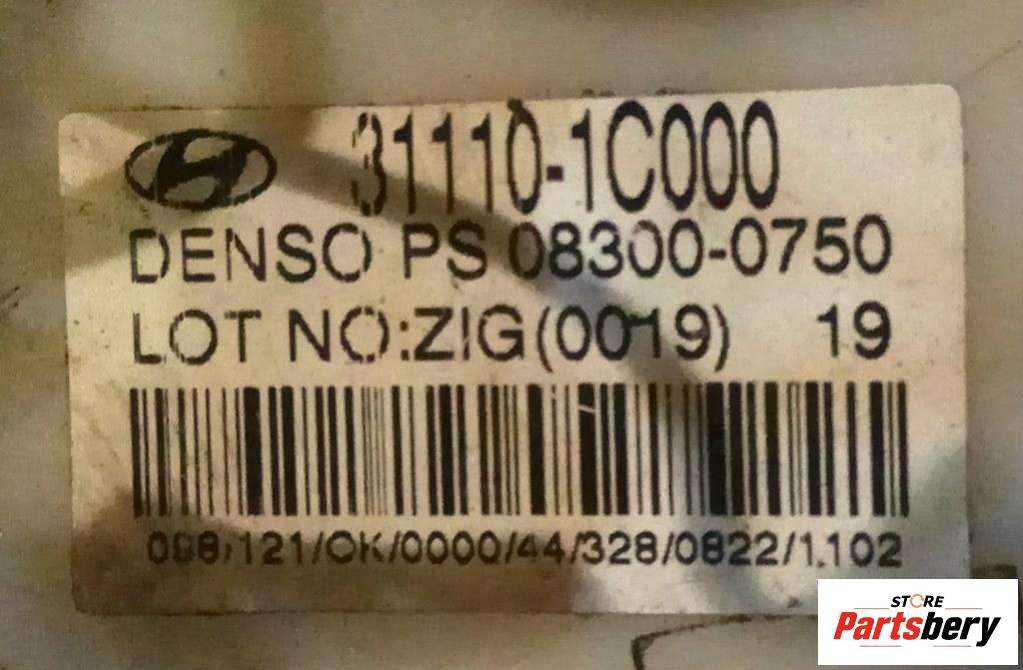 31110-1C000
DENSO PS 08300-0750
LOT NO:ZIG(0019) 19
098/121/OK/0000/44/328/0822/1.102
STORE
Partsbery